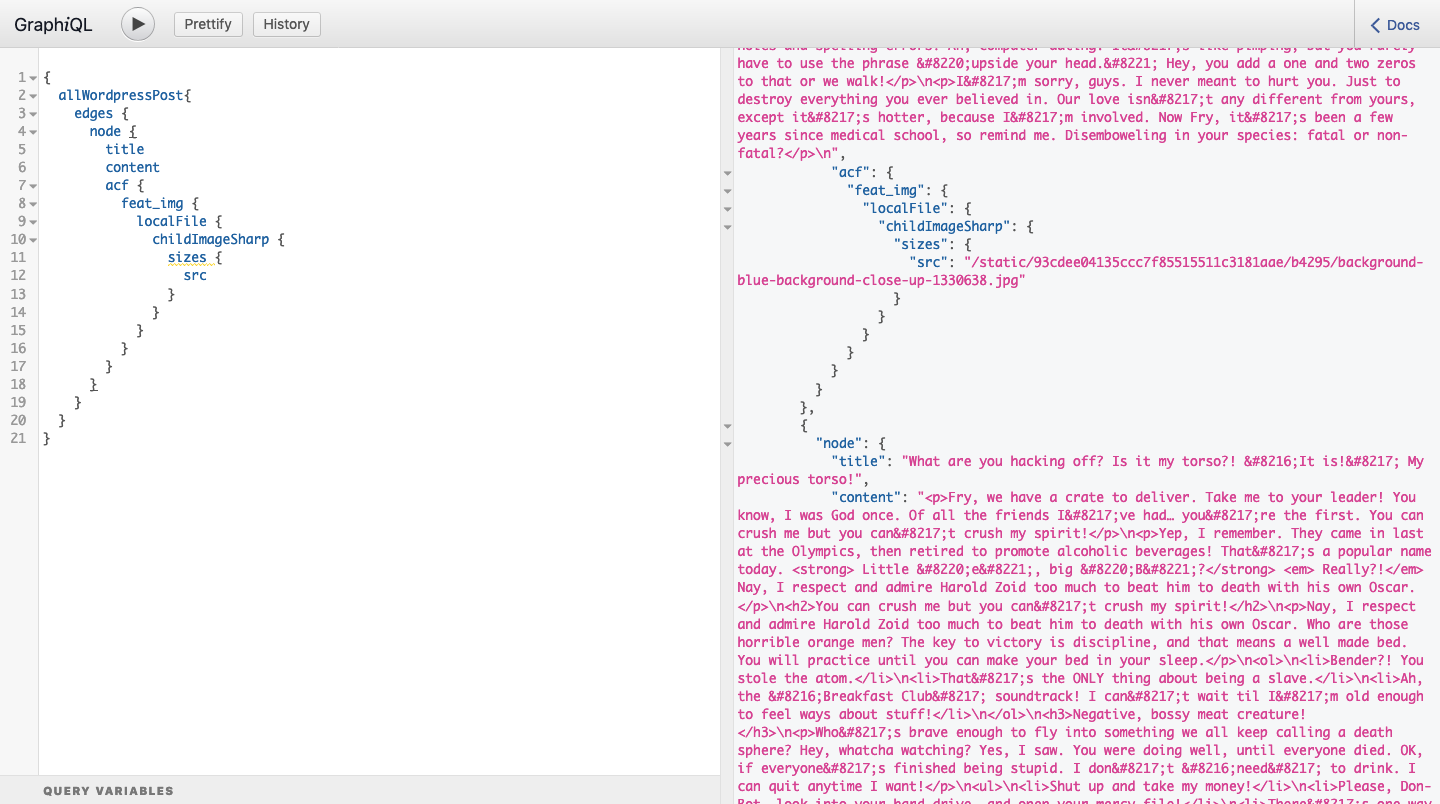 GraphiQL
Prettify
History
Docs
1 {
2 allWordpressPost{
3 edges {
4 node {
5 title
6 content
7 acf {
8 feat_img {
9 localFile {
10 childImageSharp {
11 sizes {
12 src
13 }
14 }
15 }
16 }
17 }
18 }
19 }
20 }
21 }
QUERY VARIABLES
have to use the phrase &#8220;upside your head.&#8221; Hey, you add a one and two zeros
to that or we walk!</p>\n<p>I&#8217;m sorry, guys. I never meant to hurt you. Just to
destroy everything you ever believed in. Our love isn&#8217;t any different from yours,
except it&#8217;s hotter, because I&#8217;m involved. Now Fry, it&#8217;s been a few
years since medical school, so remind me. Disemboweling in your species: fatal or non-
fatal?</p>\n",
"acf": {
"feat_img": {
"localFile": {
"childImageSharp": {
"sizes": {
"src": "/static/93cdee04135ccc7f85515511c3181aae/b4295/background-
blue-background-close-up-1330638.jpg"
}
}
}
}
}
}
},
{
"node": {
"title": "What are you hacking off? Is it my torso?! &#8216;It is!&#8217; My
precious torso!",
"content": "<p>Fry, we have a crate to deliver. Take me to your leader! You
know, I was God once. Of all the friends I&#8217;ve had… you&#8217;re the first. You can
crush me but you can&#8217;t crush my spirit!</p>\n<p>Yep, I remember. They came in last
at the Olympics, then retired to promote alcoholic beverages! That&#8217;s a popular name
today. <strong> Little &#8220;e&#8221;, big &#8220;B&#8221;?</strong> <em> Really?!</em>
Nay, I respect and admire Harold Zoid too much to beat him to death with his own Oscar.
</p>\n<h2>You can crush me but you can&#8217;t crush my spirit!</h2>\n<p>Nay, I respect
and admire Harold Zoid too much to beat him to death with his own Oscar. Who are those
horrible orange men? The key to victory is discipline, and that means a well made bed.
You will practice until you can make your bed in your sleep.</p>\n<ol>\n<li>Bender?! You
stole the atom.</li>\n<li>That&#8217;s the ONLY thing about being a slave.</li>\n<li>Ah,
the &#8216;Breakfast Club&#8217; soundtrack! I can&#8217;t wait til I&#8217;m old enough
to feel ways about stuff!</li>\n</ol>\n<h3>Negative, bossy meat creature!
</h3>\n<p>Who&#8217;s brave enough to fly into something we all keep calling a death
sphere? Hey, whatcha watching? Yes, I saw. You were doing well, until everyone died. OK,
if everyone&#8217;s finished being stupid. I don&#8217;t &#8216;need&#8217; to drink. I
can quit anytime I want!</p>\n<ul>\n<li>Shut up and take my money!</li>\n<li>Please, Don-